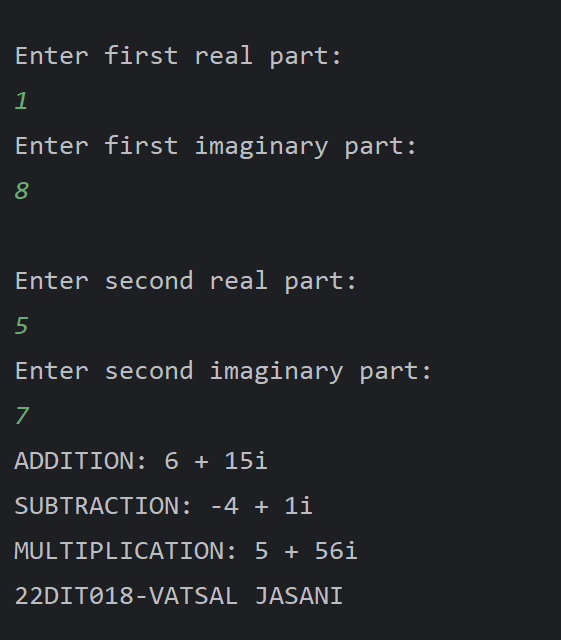 Enter first real part:
1
Enter first imaginary part:
8
Enter second real part:
5
Enter second imaginary part:
7
ADDITION: 6 + 15i
SUBTRACTION: -4 + 1i
MULTIPLICATION: 5 + 56i
22DIT018-VATSAL JASANI